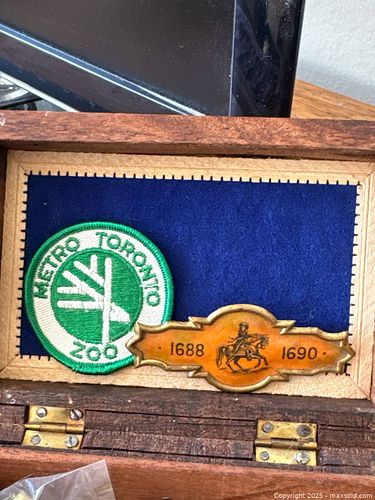 METRO TORONTO
ZOO
· 1688 1690 ·
Copyright 2025 - maxsold.com